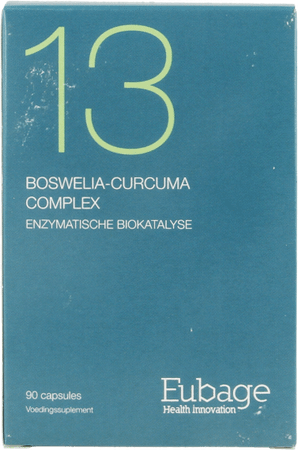 13
BOSWELIA-CURCUMA
COMPLEX
ENZYMATISCHE BIOKATALYSE
90 capsules
Voedingssuplement
Eubage
Health Innovation